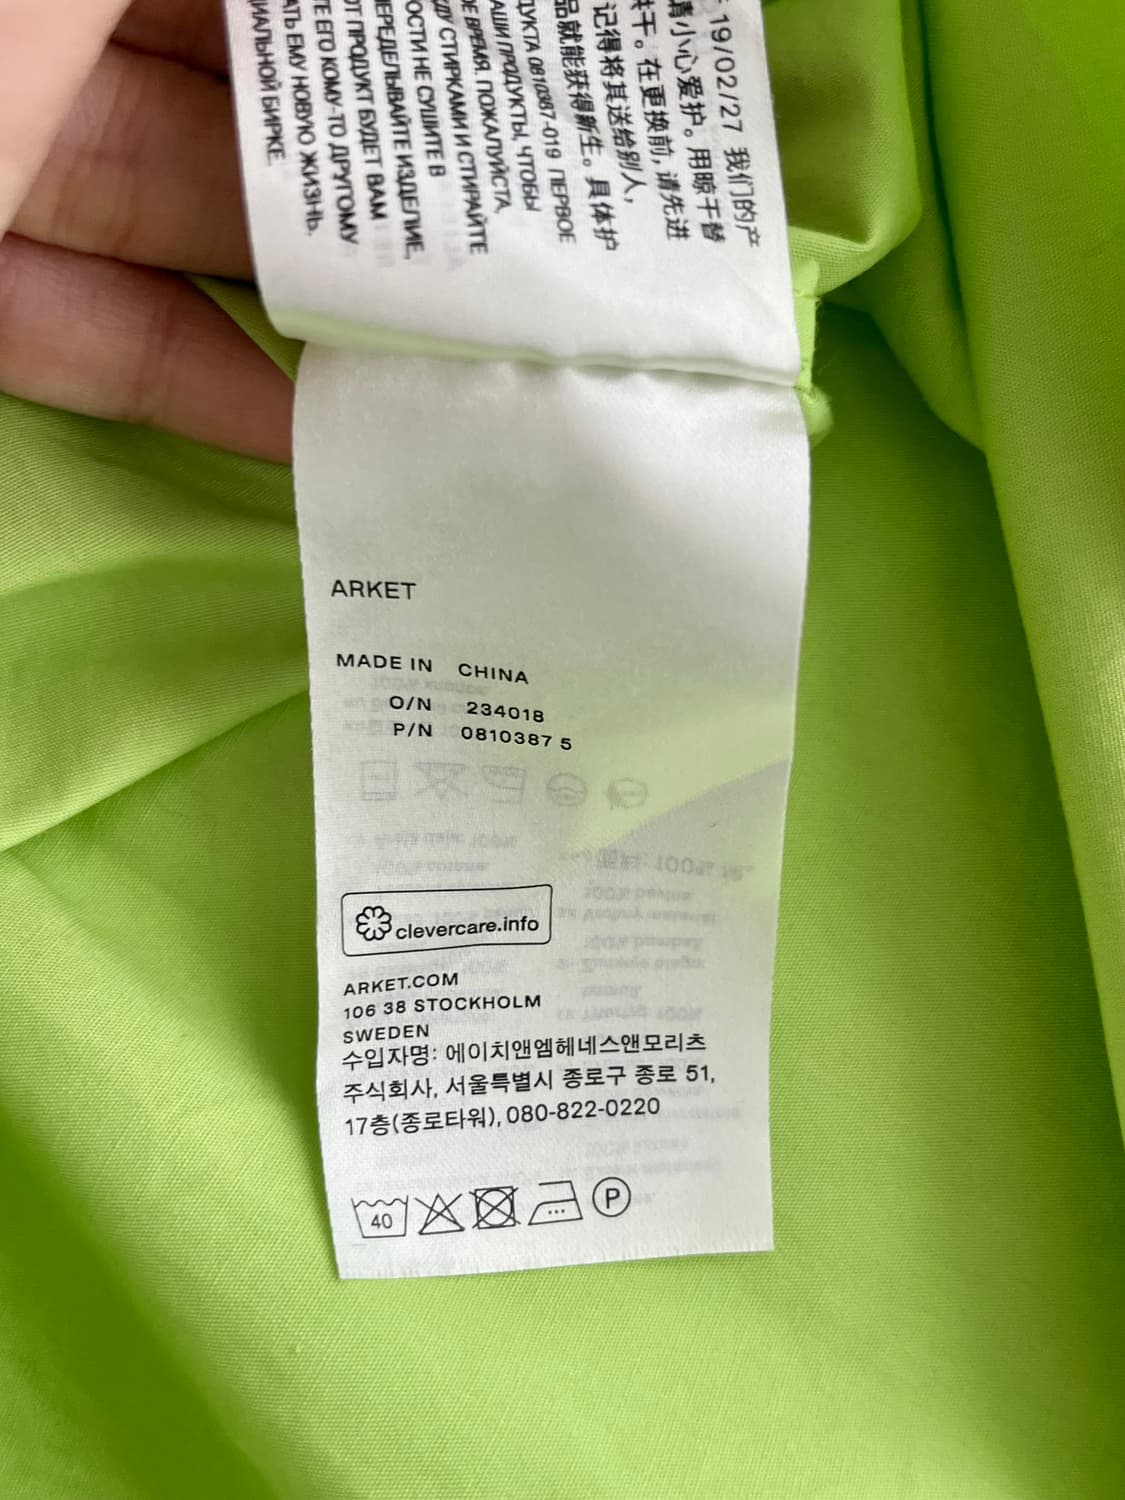 19/02/27 我们的产
请小心爱护。用晾干替
烘干。在更换前,请先进
记得将其送给别人,
品就能获得新生。具体护
ДУКТА 0810387-019 ПЕРВОЕ
АШИ ПРОДУКТЫ, ЧТОБЫ
ОЕ ВРЕМЯ. ПОЖАЛУЙСТА,
ДУ СТИРКАМИ И СТИРАЙТЕ
ОСТИ НЕ СУШИТЕ В
ПЕРЕДЕЛЫВАЙТЕ ИЗДЕЛИЕ,
ОТ ПРОДУКТ БУДЕТ ВАМ
ТЕ ЕГО КОМУ-ТО ДРУГОМУ
АТЬ ЕМУ НОВУЮ ЖИЗНЬ.
ЦИАЛЬНОЙ БИРКЕ.
ARKET
MADE IN CHINA
O/N 234018
P/N 0810387 5
clevercare.info
ARKET.COM
106 38 STOCKHOLM
SWEDEN
수입자명: 에이치앤엠헤네스앤모리츠
주식회사, 서울특별시 종로구 종로 51,
17층(종로타워), 080-822-0220
40
P